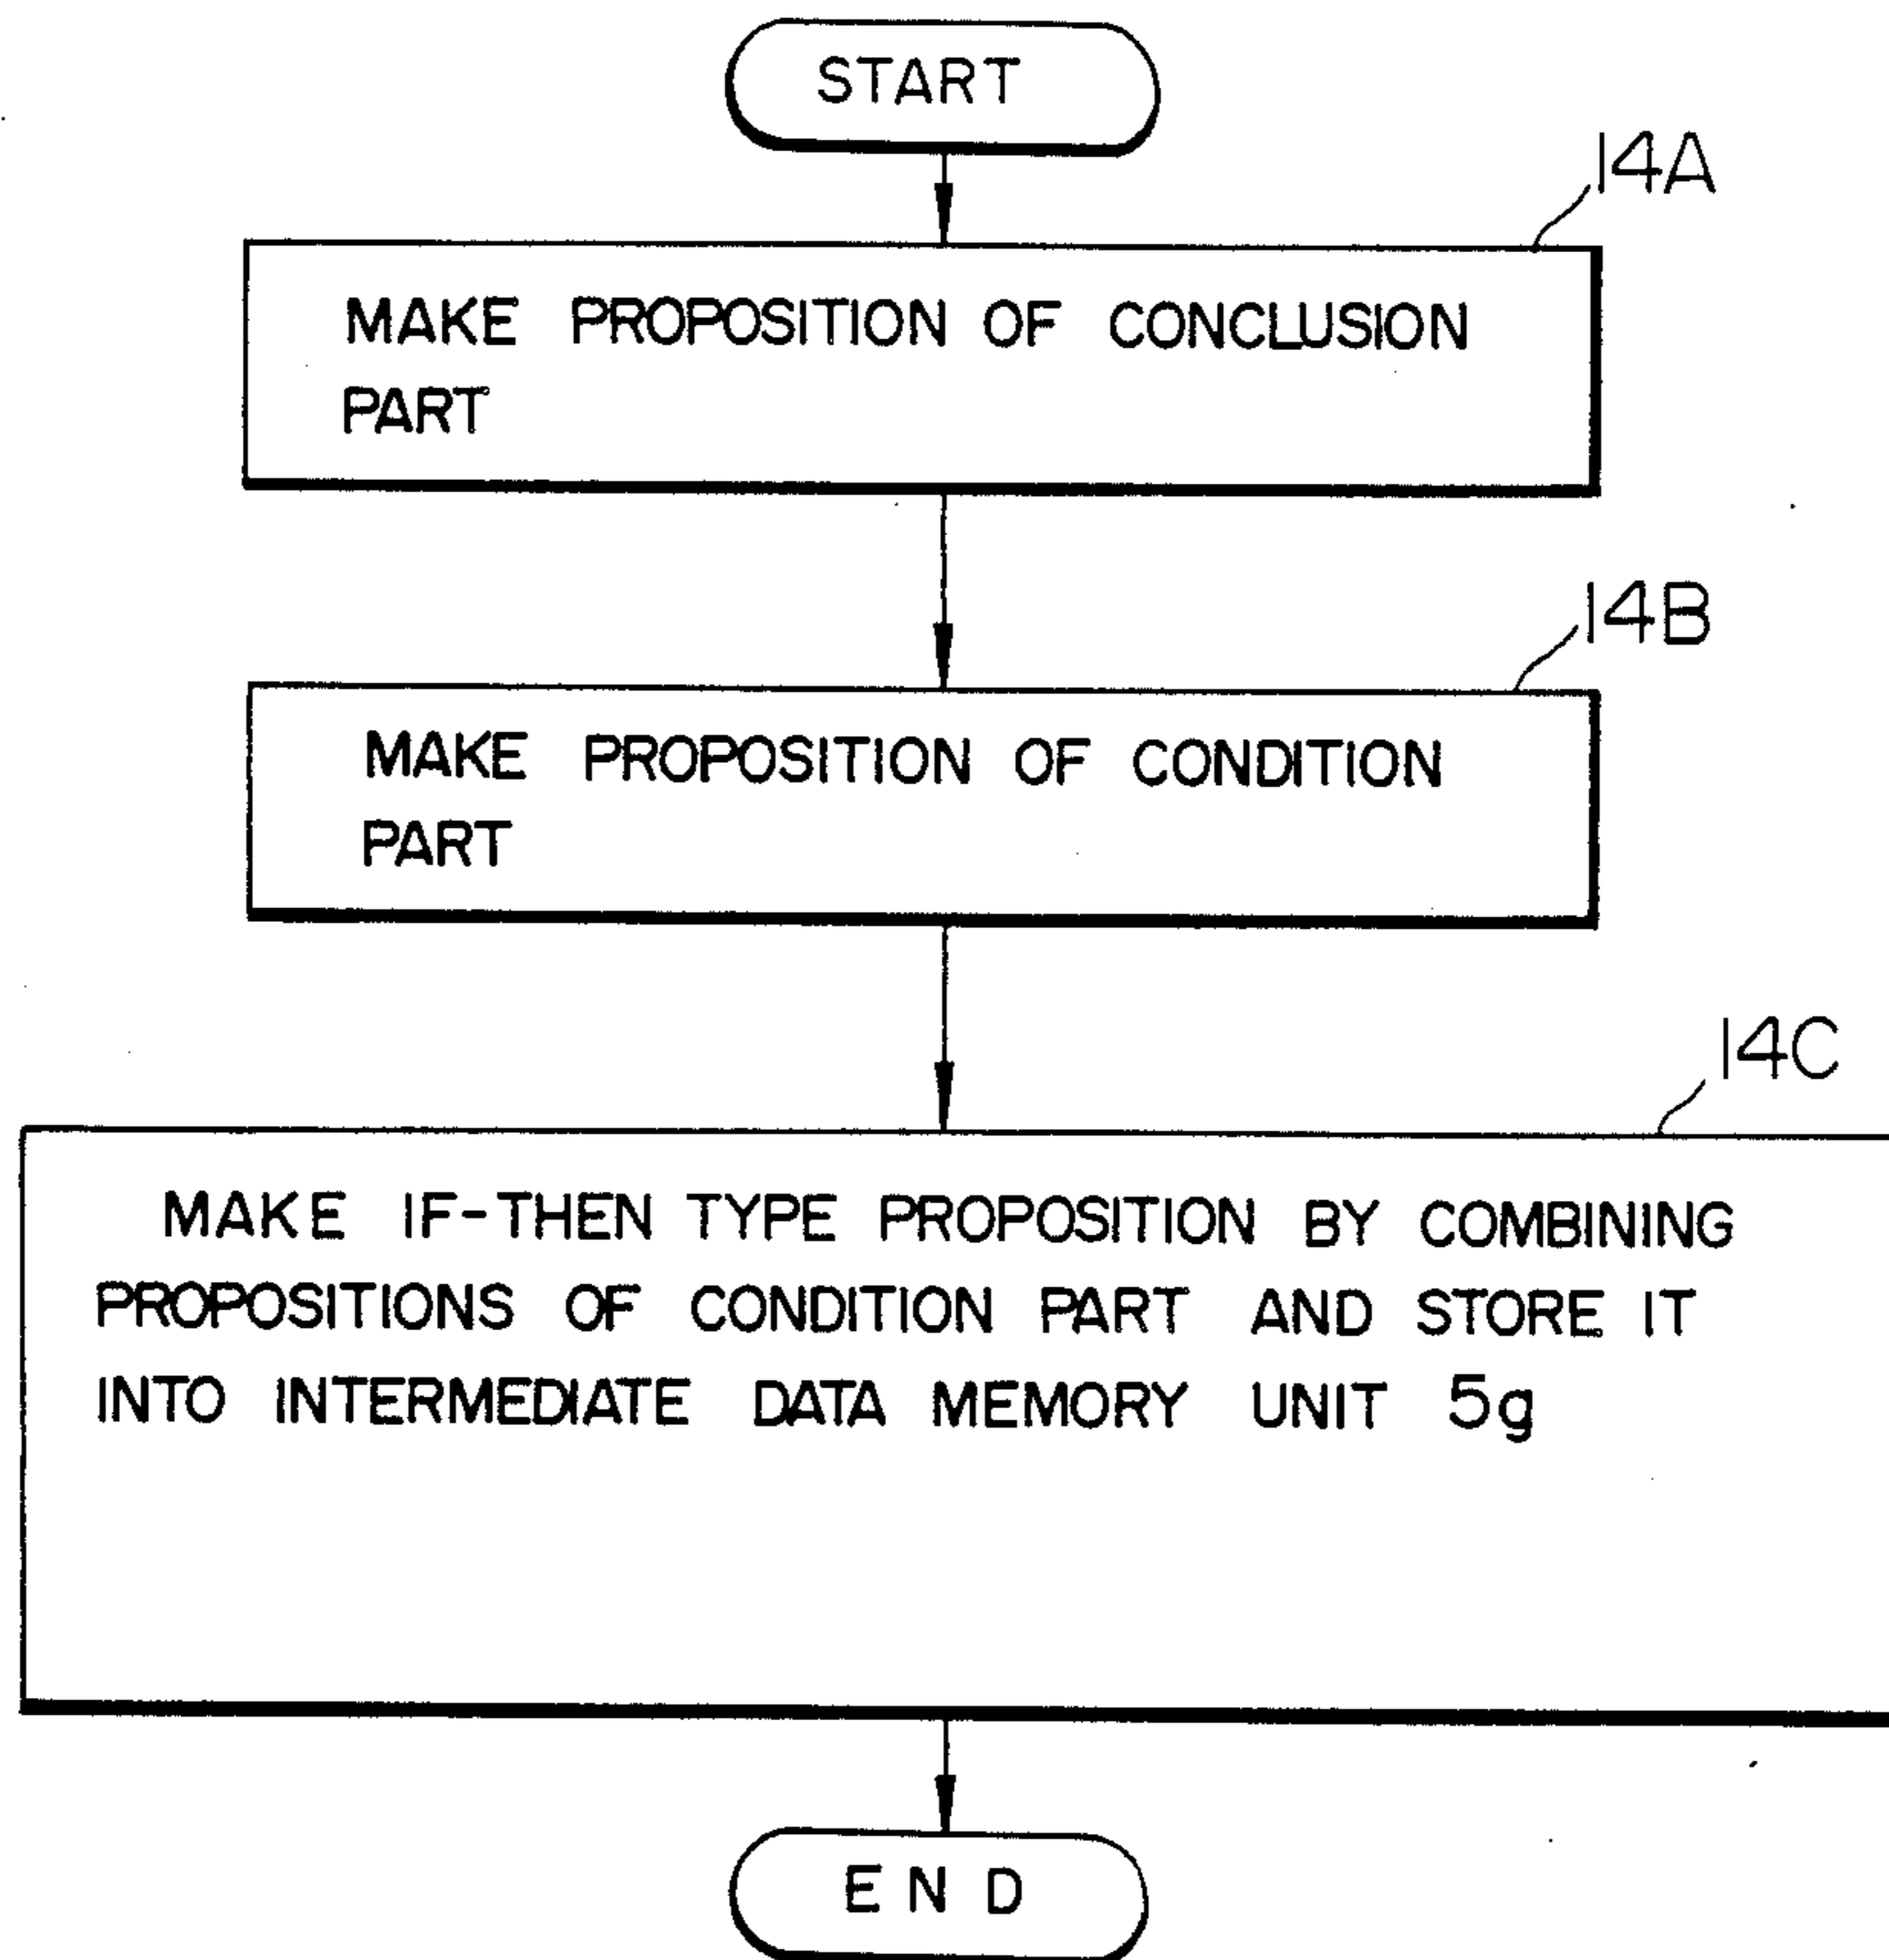 START
14A
MAKE PROPOSITION OF CONCLUSION
PART
14B
MAKE PROPOSITION OF CONDITION
PART
14C
MAKE IF-THEN TYPE PROPOSITION BY COMBINING
PROPOSITIONS OF CONDITION PART AND STORE IT
INTO INTERMEDIATE DATA MEMORY UNIT 5g
END